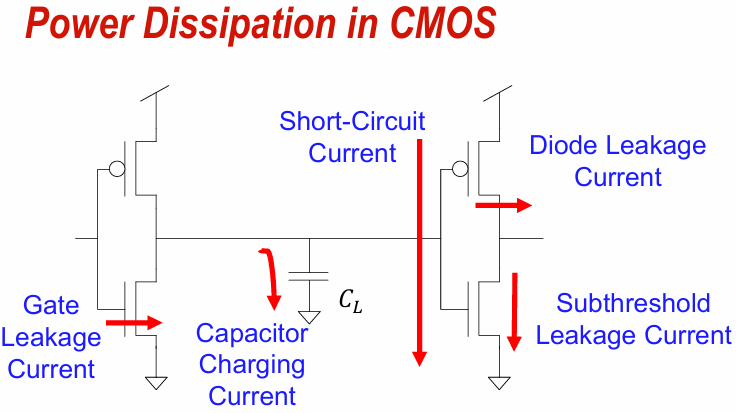 Power Dissipation in CMOS
Short-Circuit
Current
Diode Leakage
Current
Gate
Leakage
Current
Capacitor
Charging
Current
C_L
Subthreshold
Leakage Current